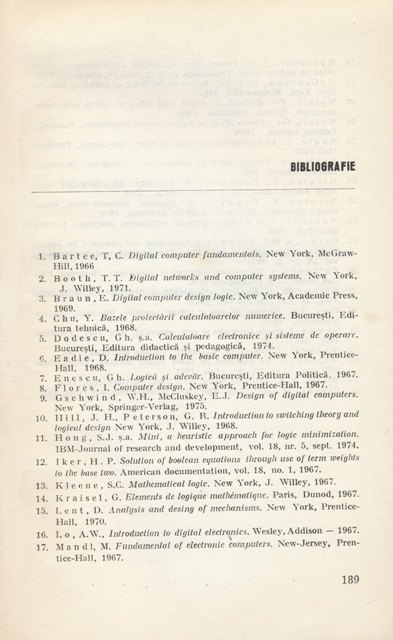 BIBLIOGRAFIE
1. Bartee, T, C. Digital computer fundamentals. New York, McGraw-
Hill, 1966
2. Booth, T. T. Digital networks and computer systems. New York,
J. Willey, 1971.
3. Braun, E. Digital computer design logic. New York, Academic Press,
1969.
4. Chu, Y. Bazele proiectării calculatoarelor numerice. Bucureşti, Edi-
tura tehnică, 1968.
5. Dodescu, Gh. ş.a. Calculatoare electronice şi sisteme de operare.
Bucureşti, Editura didactică şi pedagogică, 1974.
6. Eadie, D. Introduction to the basic computer. New York, Prentice-
Hall, 1968.
7. Enescu, Gh. Logică şi adevăr. Bucureşti, Editura Politică, 1967.
8. Flores, I. Computer design. New York, Prentice-Hall, 1967.
9. Gschwind, W.H., McCluskey, E.J. Design of digital computers.
New York, Springer-Verlag, 1975.
10. Hill, J. H., Peterson, G. R. Introduction to switching theory and
logical design New York, J. Willey, 1968.
11. Hong, S.J. ş.a. Mini, a heuristic approach for logic minimization.
IBM-Journal of research and development, vol. 18, nr. 5, sept. 1974.
12. Iker, H. P. Solution of boolean equations through use of term weights
to the base two. American documentation, vol. 18, no. 1, 1967.
13. Kleene, S.C. Mathematical logic. New York, J. Willey, 1967.
14. Kraisel, G. Elements de logique mathématique. Paris, Dunod, 1967.
15. Lent, D. Analysis and desing of mechanisms. New York, Prentice-
Hall, 1970.
16. Lo, A.W., Introduction to digital electronics. Wesley, Addison — 1967.
17. Mandl, M. Fundamental of electronic computers. New-Jersey, Pren-
tice-Hall, 1967.
189